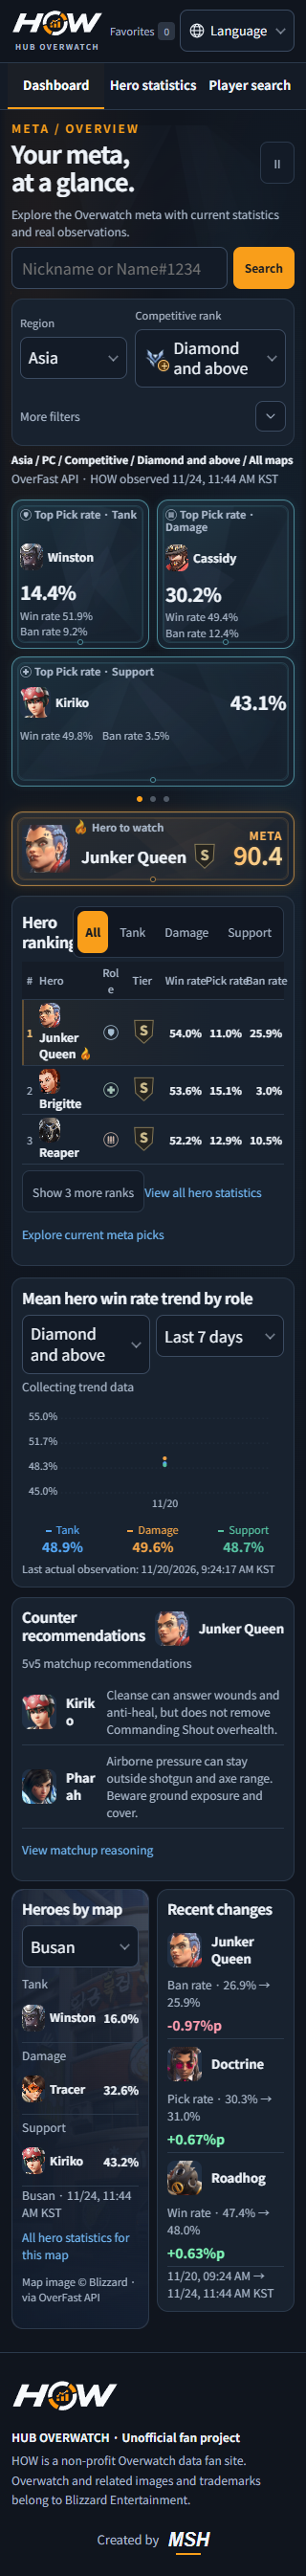 HOW
HUB OVERWATCH
Favorites 0
Language
Dashboard Hero statistics Player search
META / OVERVIEW
Your meta,
at a glance.
Explore the Overwatch meta with current statistics
and real observations.
Nickname or Name#1234 Search
Region
Asia
Competitive rank
Diamond
and above
More filters
Asia / PC / Competitive / Diamond and above / All maps
OverFast API · HOW observed 11/24, 11:44 AM KST
Top Pick rate · Tank
Winston
14.4%
Win rate 51.9%
Ban rate 9.2%
Top Pick rate ·
Damage
Cassidy
30.2%
Win rate 49.4%
Ban rate 12.4%
Top Pick rate · Support
Kiriko 43.1%
Win rate 49.8% Ban rate 3.5%
Hero to watch
Junker Queen S
META
90.4
Hero
ranking
All Tank Damage Support
# Hero Rol
e Tier Win rate Pick rate Ban rate
1 Junker
Queen S 54.0% 11.0% 25.9%
2 Brigitte S 53.6% 15.1% 3.0%
3 Reaper S 52.2% 12.9% 10.5%
Show 3 more ranks View all hero statistics
Explore current meta picks
Mean hero win rate trend by role
Diamond
and above
Last 7 days
Collecting trend data
55.0%
51.7%
48.3%
45.0%
11/20
Tank Damage Support
48.9% 49.6% 48.7%
Last actual observation: 11/20/2026, 9:24:17 AM KST
Counter
recommendations
Junker Queen
5v5 matchup recommendations
Kirik
o
Cleanse can answer wounds and
anti-heal, but does not remove
Commanding Shout overhealth.
Phar
ah
Airborne pressure can stay
outside shotgun and axe range.
Beware ground exposure and
cover.
View matchup reasoning
Heroes by map
Busan
Tank
Winston 16.0%
Damage
Tracer 32.6%
Support
Kiriko 43.2%
Busan · 11/24, 11:44
AM KST
All hero statistics for
this map
Map image © Blizzard ·
via OverFast API
Recent changes
Junker
Queen
Ban rate · 26.9% →
25.9%
-0.97%p
Doctrine
Pick rate · 30.3% →
31.0%
+0.67%p
Roadhog
Win rate · 47.4% →
48.0%
+0.63%p
11/20, 09:24 AM →
11/24, 11:44 AM KST
HOW
HUB OVERWATCH · Unofficial fan project
HOW is a non-profit Overwatch data fan site.
Overwatch and related images and trademarks
belong to Blizzard Entertainment.
Created by MSH